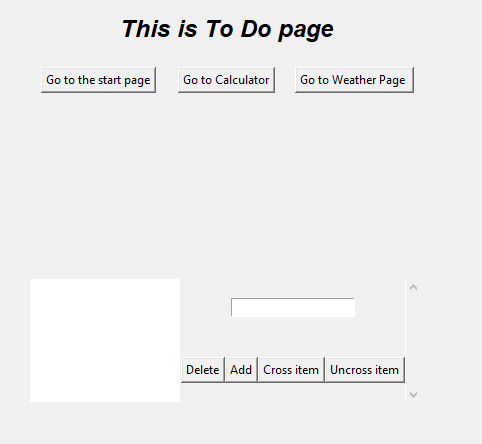 This is To Do page
Go to the start page Go to Calculator Go to Weather Page
Delete Add Cross item Uncross item